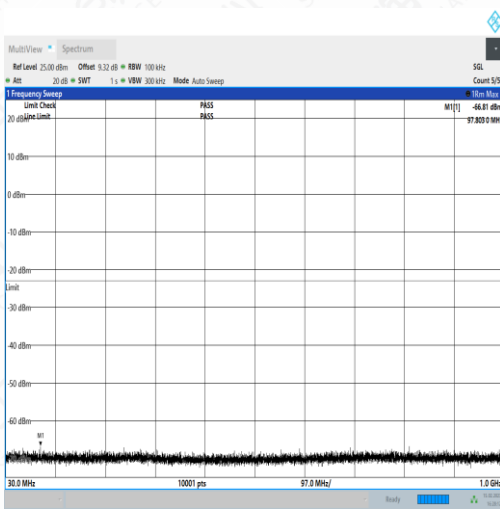 MultiView Spectrum
Ref Level 25.00 dBm Offset 9.32 dB RBW 100 kHz SGL
Att 20 dB SWT 1 s VBW 300 kHz Mode Auto Sweep Count 5/5
1 Frequency Sweep 1Rm Max
Limit Check PASS M1[1] -66.81 dBm
Line Limit PASS 97.803 0 MH
20 dBm
10 dBm
0 dBm
-10 dBm
-20 dBm
Limit
-30 dBm
-40 dBm
-50 dBm
-60 dBm
M1
30.0 MHz 10001 pts 97.0 MHz/ 1.0 GHz
Ready